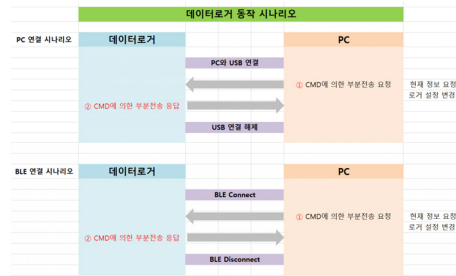 데이터로거 동작 시나리오
PC 연결 시나리오
데이터로거
PC
PC와 USB 연결
① CMD에 의한 부분전송 요청
현재 정보 요청
로거 설정 변경
② CMD에 의한 부분전송 응답
USB 연결 해제
BLE 연결 시나리오
데이터로거
PC
BLE Connect
① CMD에 의한 부분전송 요청
현재 정보 요청
로거 설정 변경
② CMD에 의한 부분전송 응답
BLE Disconnect